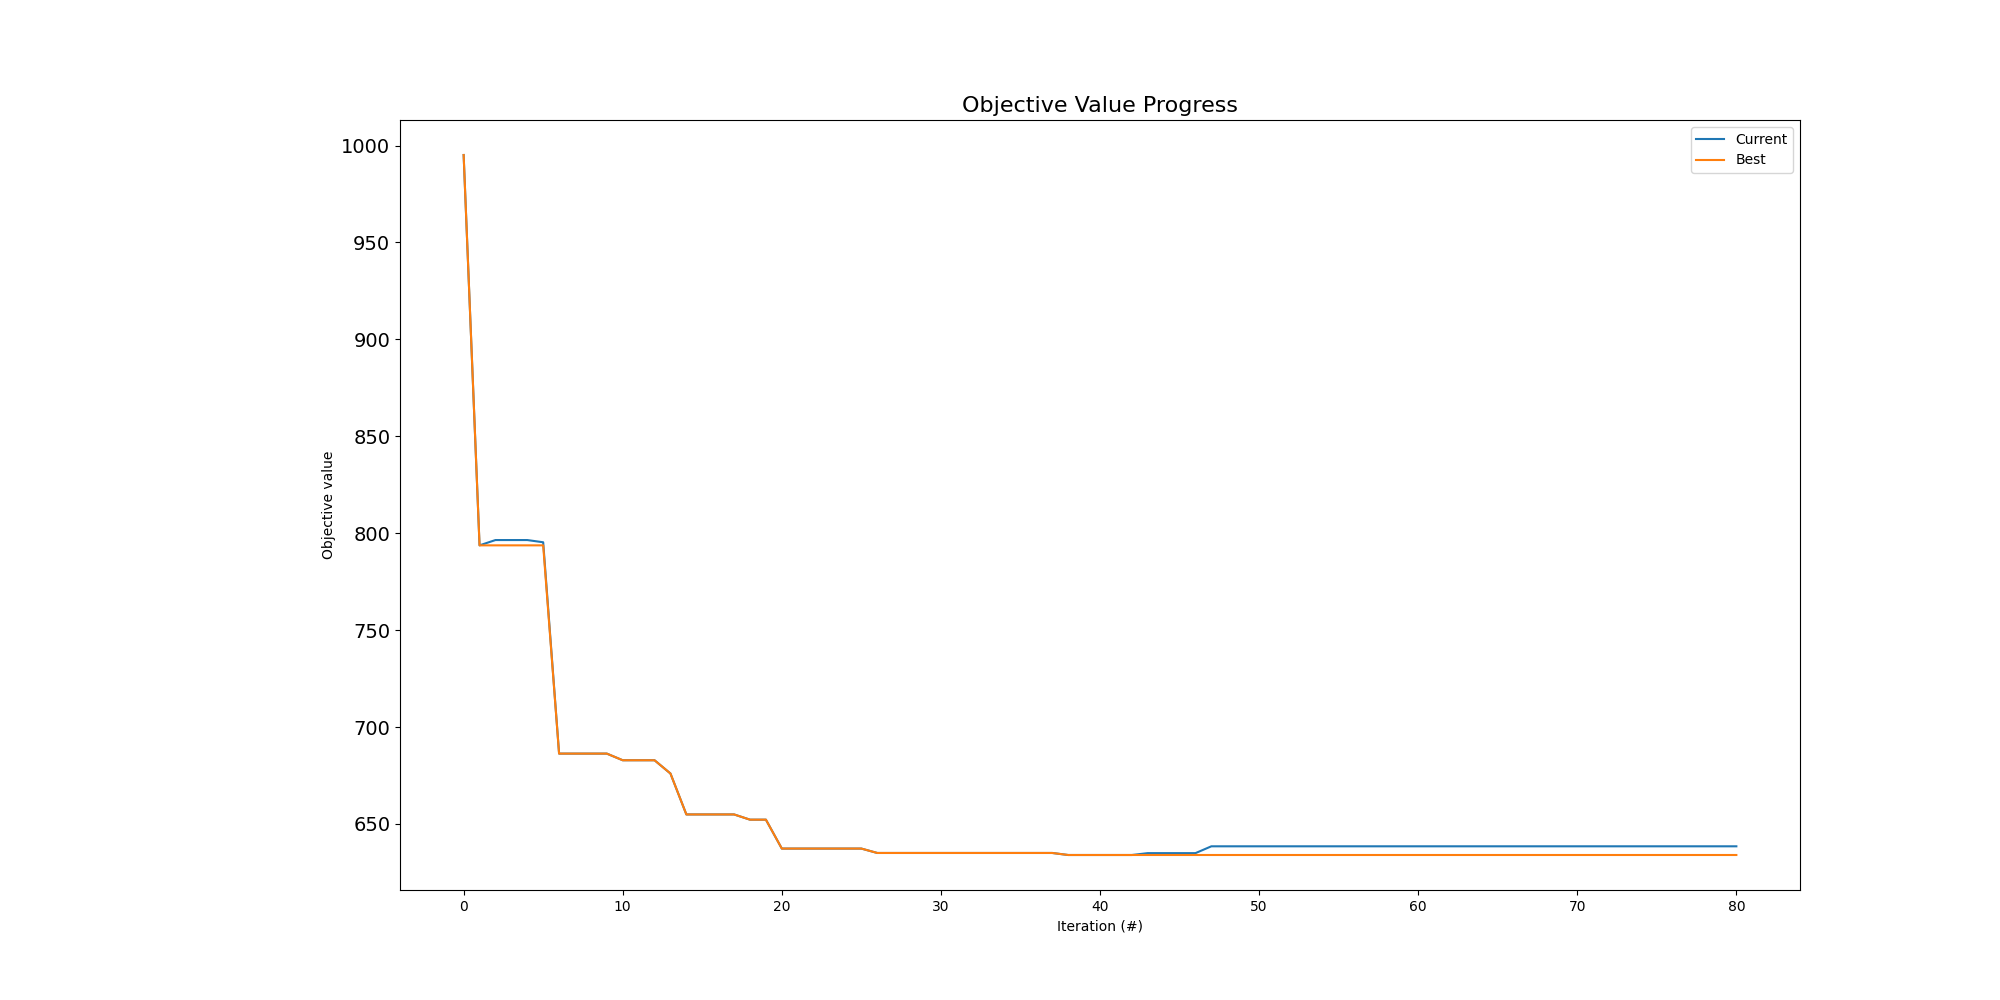 Objective Value Progress
Current
Best
1000
950
900
850
800
750
700
650
Objective value
0 10 20 30 40 50 60 70 80
Iteration (#)